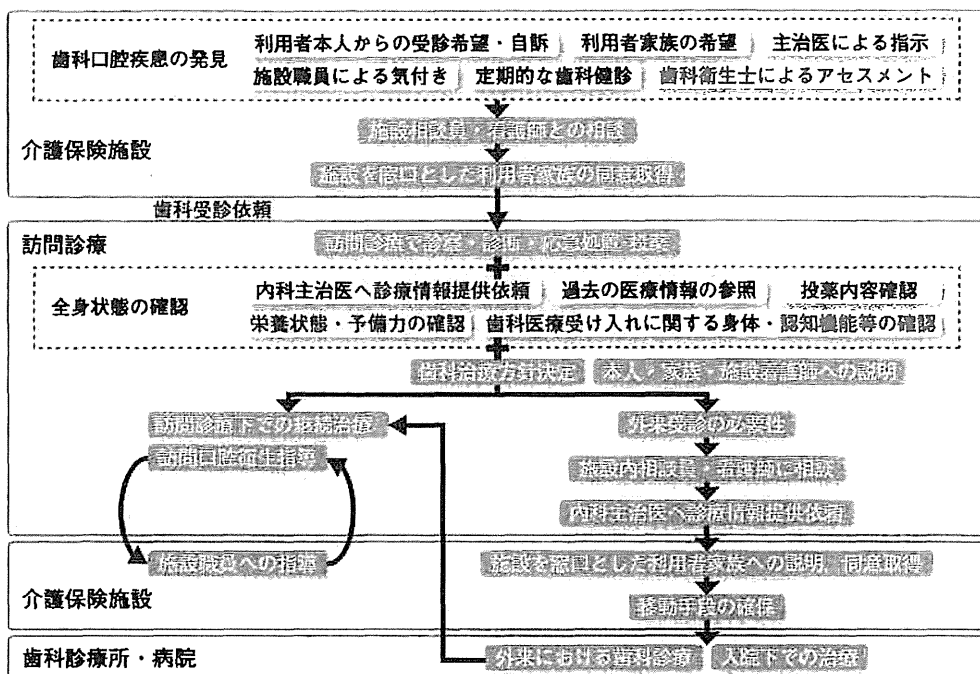 歯科口腔疾患の発見
利用者本人からの受診希望・自訴 利用者家族の希望 主治医による指示
施設職員による気付き 定期的な歯科健診 歯科衛生士によるアセスメント
施設相談員・看護師との相談
介護保険施設
施設を窓口とした利用者家族の同意取得
歯科受診依頼
訪問診療
訪問診療で診察・診断・応急処置
全身状態の確認
内科主治医へ診療情報提供依頼 過去の医療情報の参照 投薬内容確認
栄養状態・予備力の確認 歯科医療受け入れに関する身体・認知機能等の確認
歯科治療方針決定 本人・家族・施設看護師への説明
訪問診療下での継続治療 外来受診の必要性
訪問口腔衛生指導 施設内相談員・看護師に相談
内科主治医へ診療情報提供依頼
施設職員への指導 施設を窓口とした利用者家族への説明 同意取得
介護保険施設
移動手段の確保
歯科診療所・病院
外来における歯科診療 入院下での治療